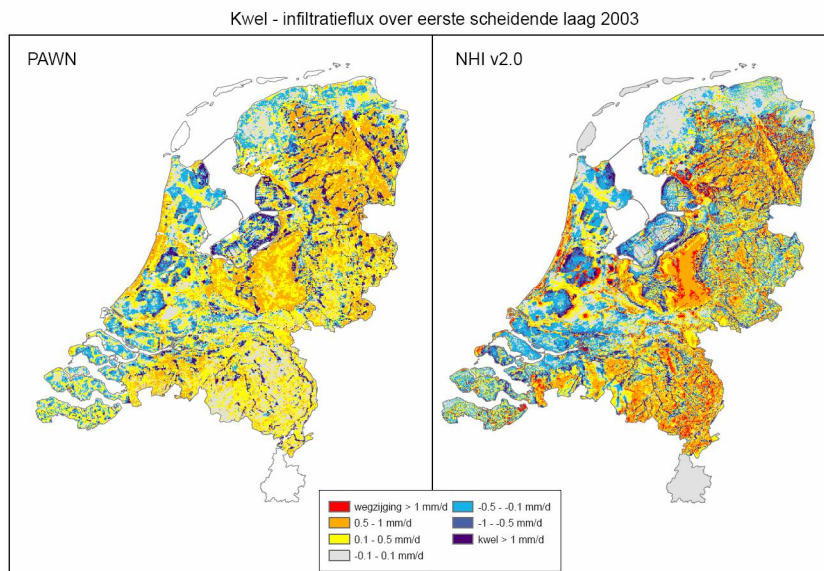 Kwel - infiltratieflux over eerste scheidende laag 2003
PAWN
NHI v2.0
wegzijging > 1 mm/d
0.5 - 1 mm/d
0.1 - 0.5 mm/d
-0.1 - 0.1 mm/d
-0.5 - -0.1 mm/d
-1 - -0.5 mm/d
kwel > 1 mm/d